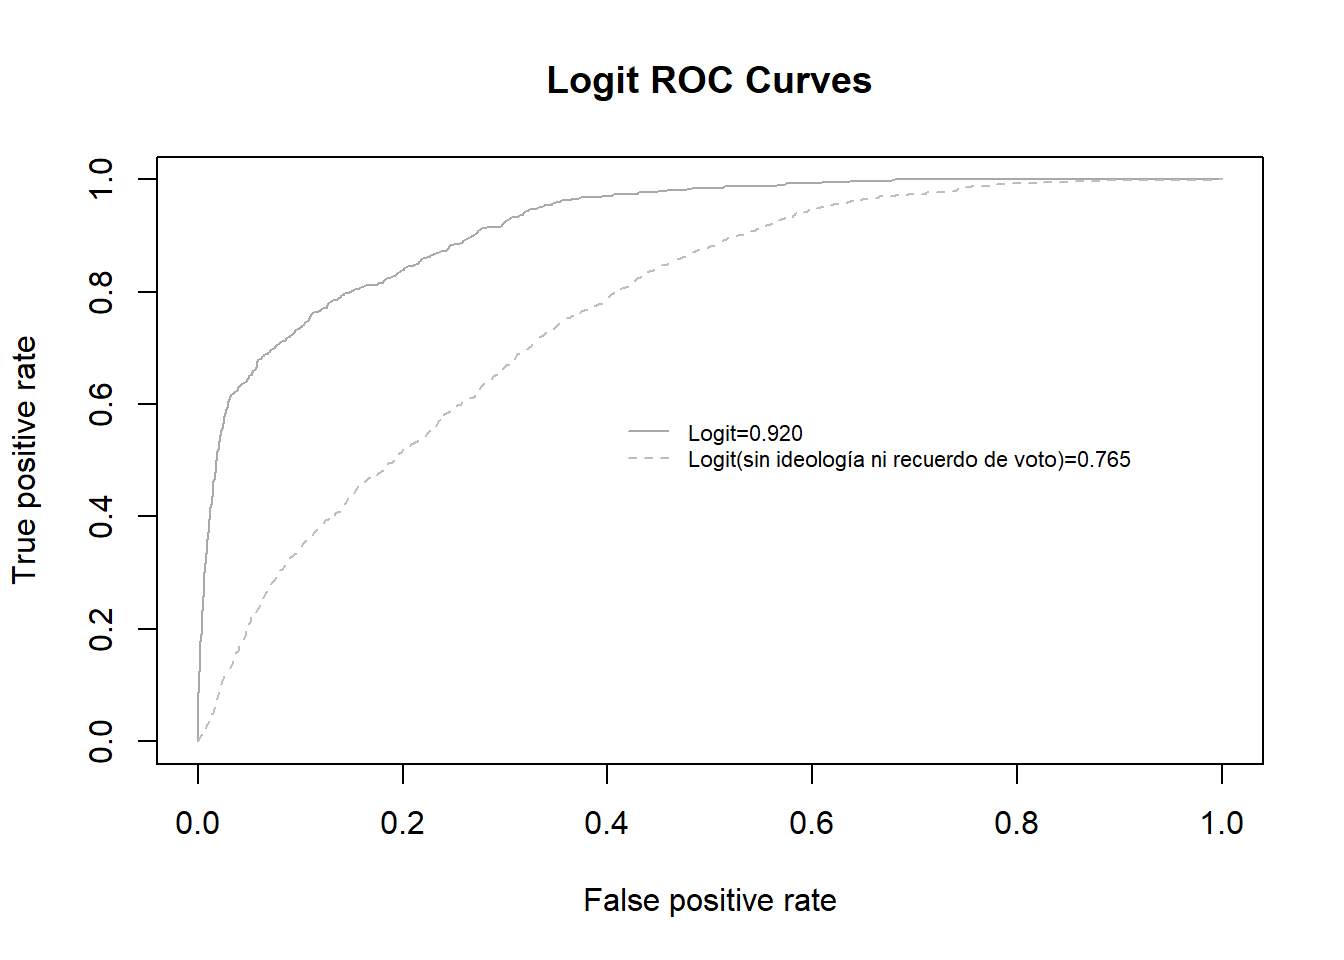 Logit ROC Curves
True positive rate
1.0
0.8
0.6
0.4
0.2
0.0
Logit=0.920
Logit(sin ideología ni recuerdo de voto)=0.765
0.0 0.2 0.4 0.6 0.8 1.0
False positive rate